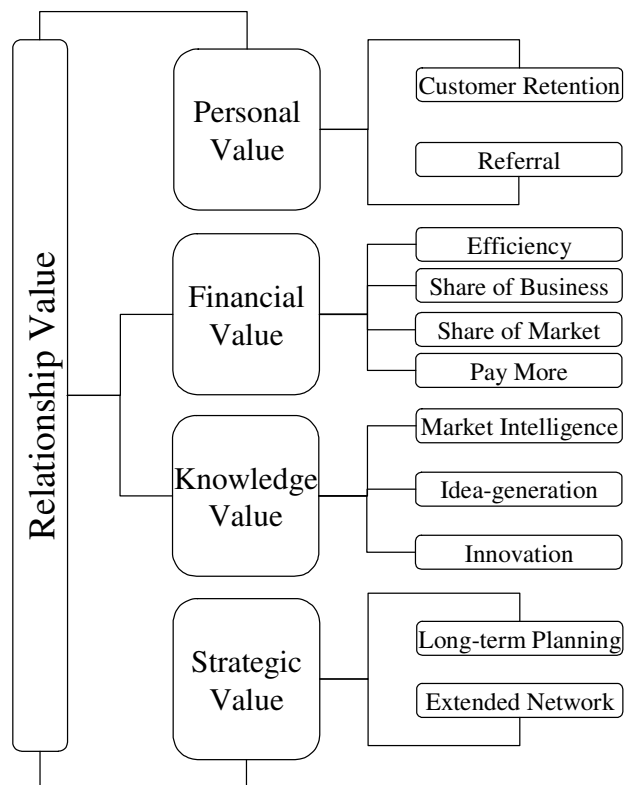 Relationship Value
Personal
Value
Customer Retention
Referral
Financial
Value
Efficiency
Share of Business
Share of Market
Pay More
Knowledge
Value
Market Intelligence
Idea-generation
Innovation
Strategic
Value
Long-term Planning
Extended Network